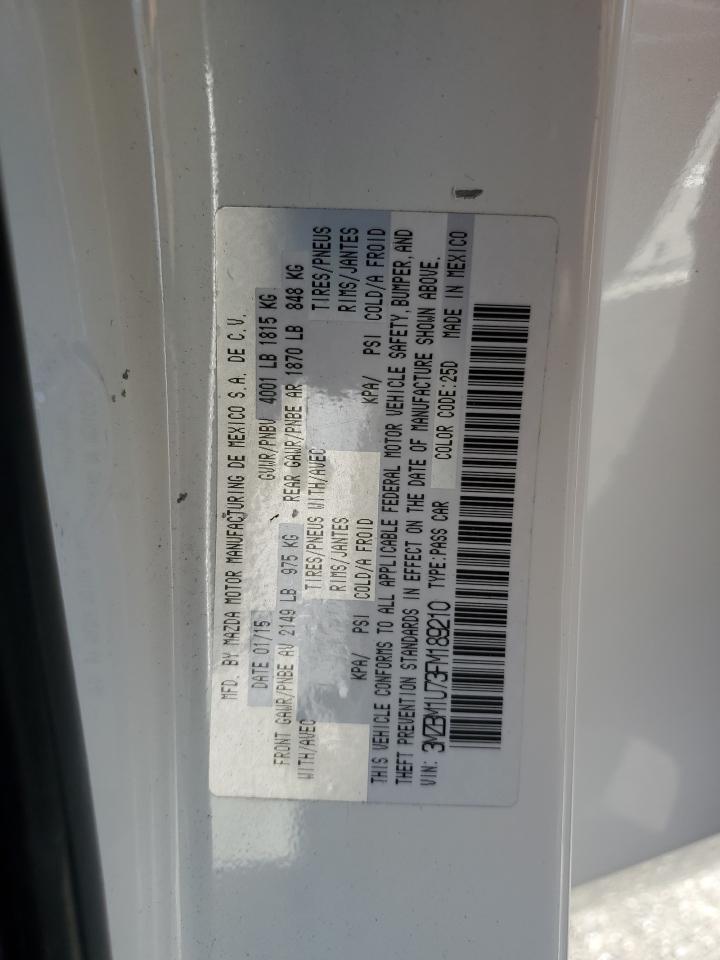 MFD. BY MAZDA MOTOR MANUFACTURING DE MEXICO S.A. DE C.V.
DATE 01/15 GVWR/PNBV 4001 LB 1815 KG
FRONT GAWR/PNBE AV 2149 LB 975 KG REAR GAWR/PNBE AR 1870 LB 848 KG
WITH/AVEC TIRES/PNEUS WITH/AVEC TIRES/PNEUS
RIMS/JANTES RIMS/JANTES
KPA/ PSI COLD/A FROID KPA/ PSI COLD/A FROID
THIS VEHICLE CONFORMS TO ALL APPLICABLE FEDERAL MOTOR VEHICLE SAFETY, BUMPER, AND
THEFT PREVENTION STANDARDS IN EFFECT ON THE DATE OF MANUFACTURE SHOWN ABOVE.
VIN: 3MZBM1U73FM189210 TYPE:PASS CAR COLOR CODE:25D MADE IN MEXICO